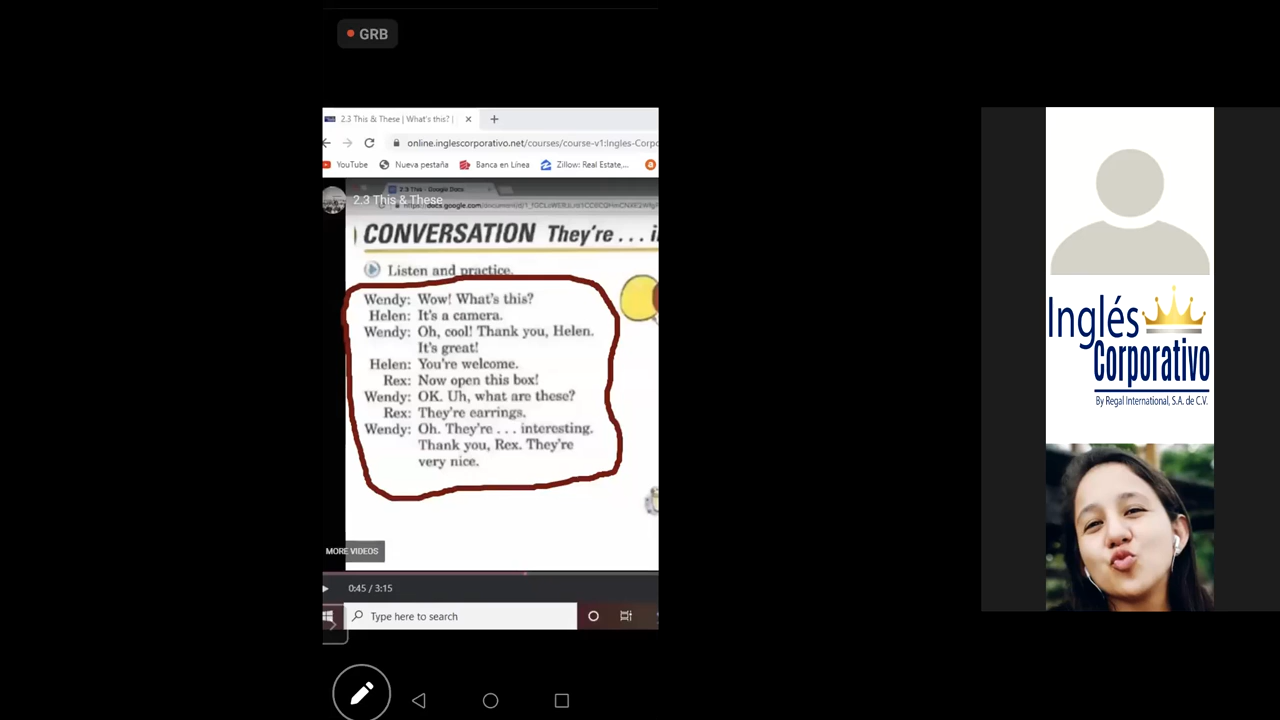 GRB
2.3 This & These | What's this? |
online.inglescorporativo.net/courses/course-v1:Ingles-Corpo
YouTube Nueva pestaña Banca en Línea Zillow: Real Estate,...
2.3 This - Google Docs
2.3 This & These
CONVERSATION They're . . . i
Listen and practice.
Wendy: Wow! What's this?
Helen: It's a camera.
Wendy: Oh, cool! Thank you, Helen.
It's great!
Helen: You're welcome.
Rex: Now open this box!
Wendy: OK. Uh, what are these?
Rex: They're earrings.
Wendy: Oh. They're . . . interesting.
Thank you, Rex. They're
very nice.
MORE VIDEOS
0:45 / 3:15
Type here to search
Inglés
Corporativo
By Regal International, S.A. de C.V.